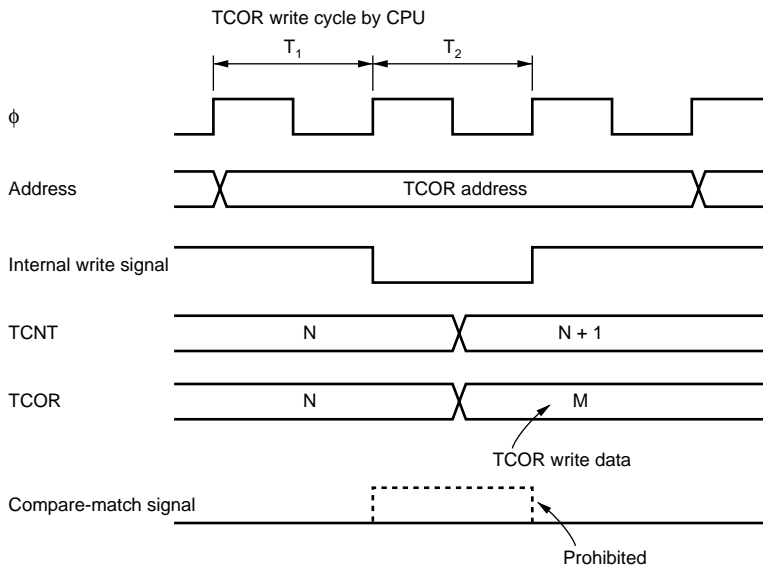 TCOR write cycle by CPU
T1 T2
ϕ
Address TCOR address
Internal write signal
TCNT N N + 1
TCOR N M
TCOR write data
Compare-match signal
Prohibited